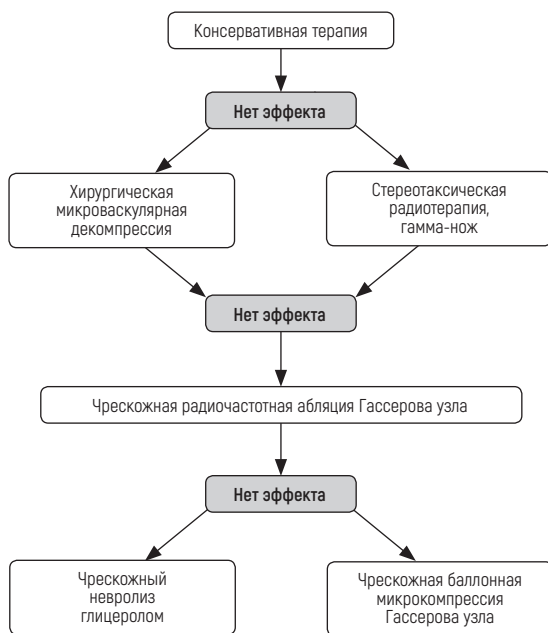 Консервативная терапия
Нет эффекта
Хирургическая
микроваскулярная
декомпрессия
Стереотаксическая
радиотерапия,
гамма-нож
Нет эффекта
Чрескожная радиочастотная абляция Гассерова узла
Нет эффекта
Чрескожный
невролиз
глицеролом
Чрескожная баллонная
микрокомпрессия
Гассерова узла